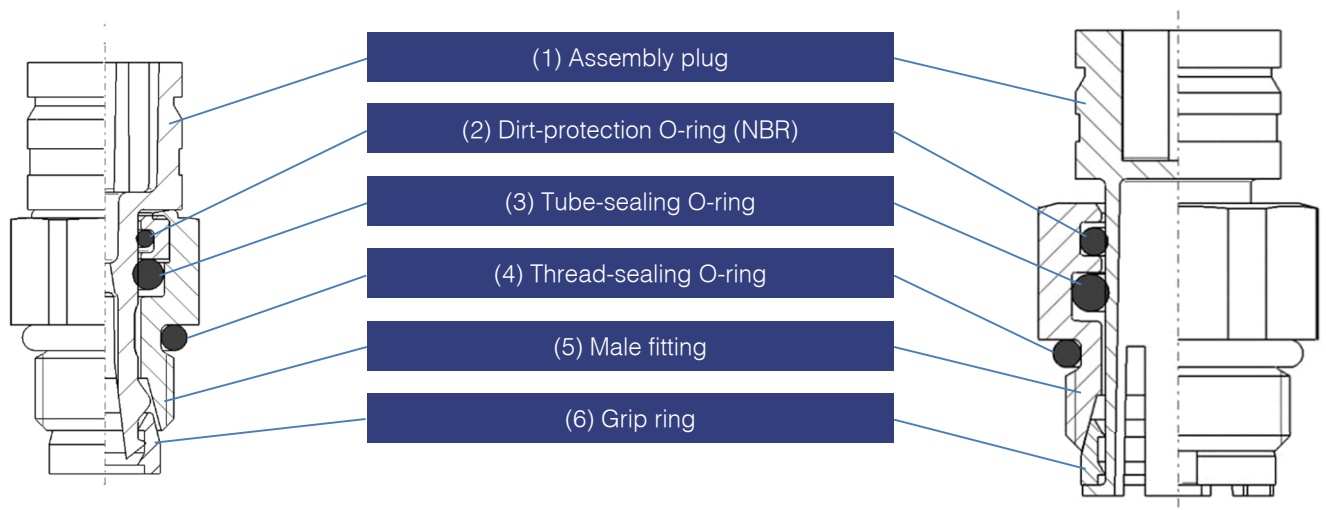 (1) Assembly plug
(2) Dirt-protection O-ring (NBR)
(3) Tube-sealing O-ring
(4) Thread-sealing O-ring
(5) Male fitting
(6) Grip ring